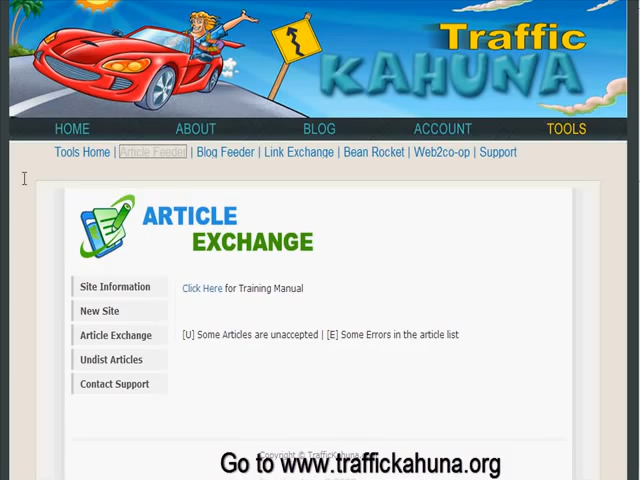 Traffic
KAHUNA
HOME ABOUT BLOG ACCOUNT TOOLS
Tools Home | Article Feeder | Blog Feeder | Link Exchange | Bean Rocket | Web2co-op | Support
ARTICLE
EXCHANGE
Site Information
Click Here for Training Manual
New Site
Article Exchange
[U] Some Articles are unaccepted | [E] Some Errors in the article list
Undist Articles
Contact Support
Copyright © TrafficKahuna
Go to www.traffickahuna.org